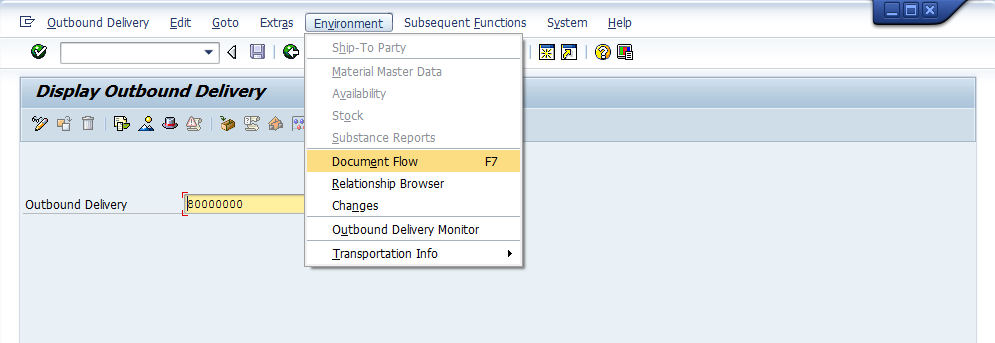 Outbound Delivery Edit Goto Extras Environment Subsequent Functions System Help
Ship-To Party
Material Master Data
Display Outbound Delivery
Availability
Stock
Substance Reports
Document Flow F7
Relationship Browser
Changes
Outbound Delivery 80000000
Outbound Delivery Monitor
Transportation Info